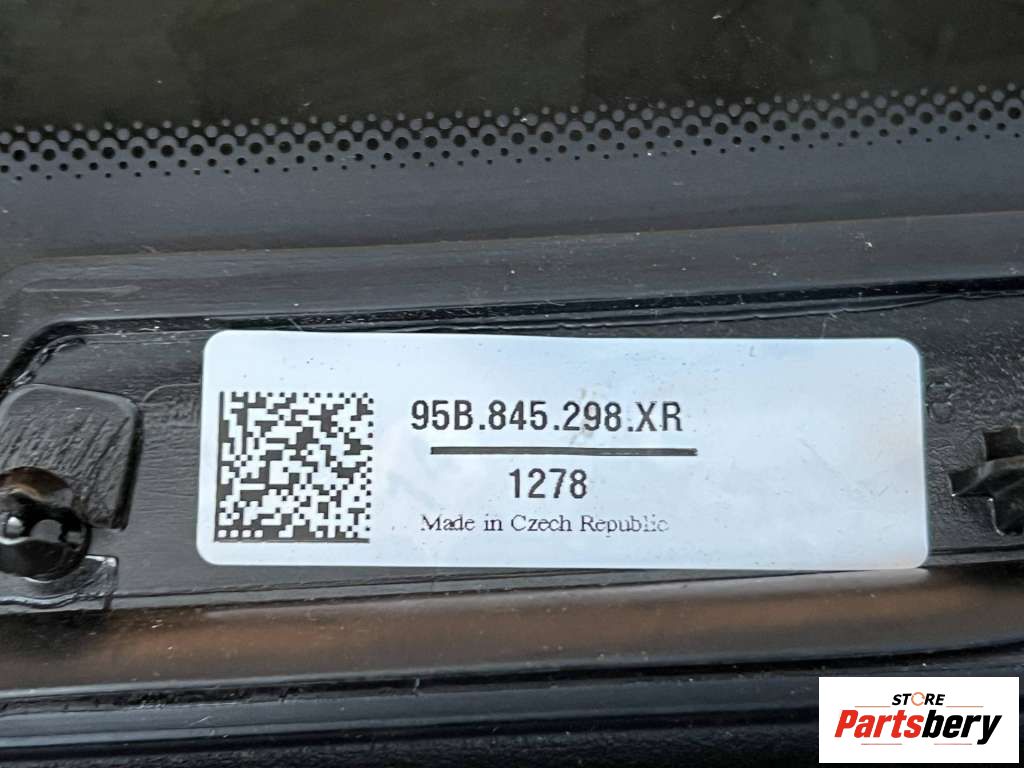 95B.845.298.XR
1278
Made in Czech Republic
STORE
Partsbery